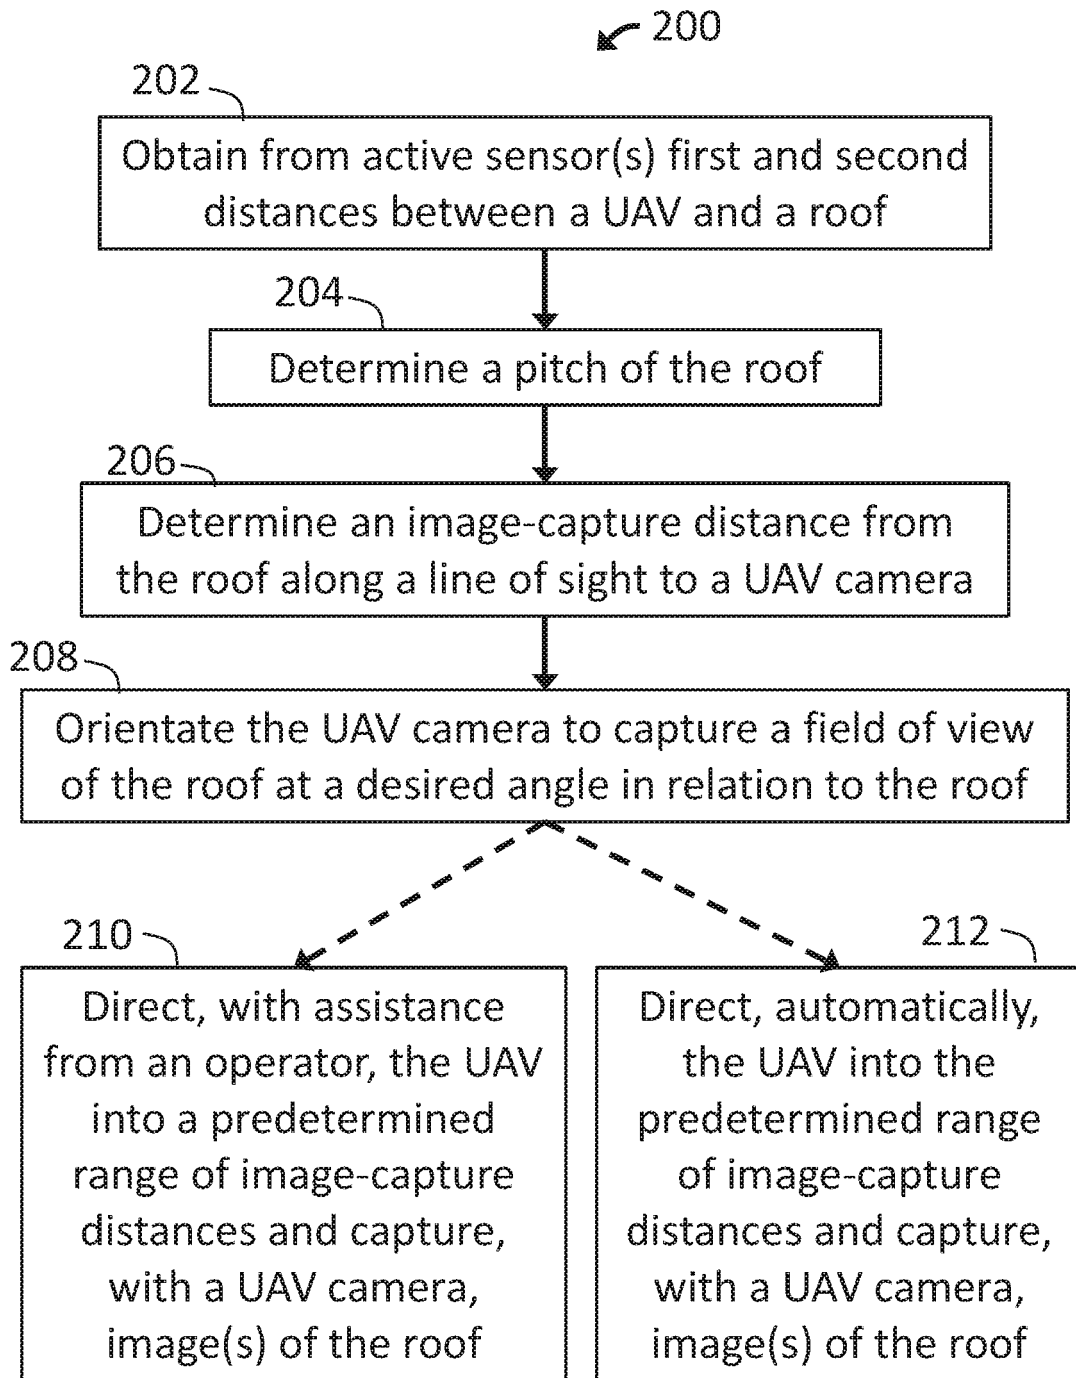 200
202
Obtain from active sensor(s) first and second
distances between a UAV and a roof
204
Determine a pitch of the roof
206
Determine an image-capture distance from
the roof along a line of sight to a UAV camera
208
Orientate the UAV camera to capture a field of view
of the roof at a desired angle in relation to the roof
210
Direct, with assistance
from an operator, the UAV
into a predetermined
range of image-capture
distances and capture,
with a UAV camera,
image(s) of the roof
212
Direct, automatically,
the UAV into the
predetermined range
of image-capture
distances and capture,
with a UAV camera,
image(s) of the roof